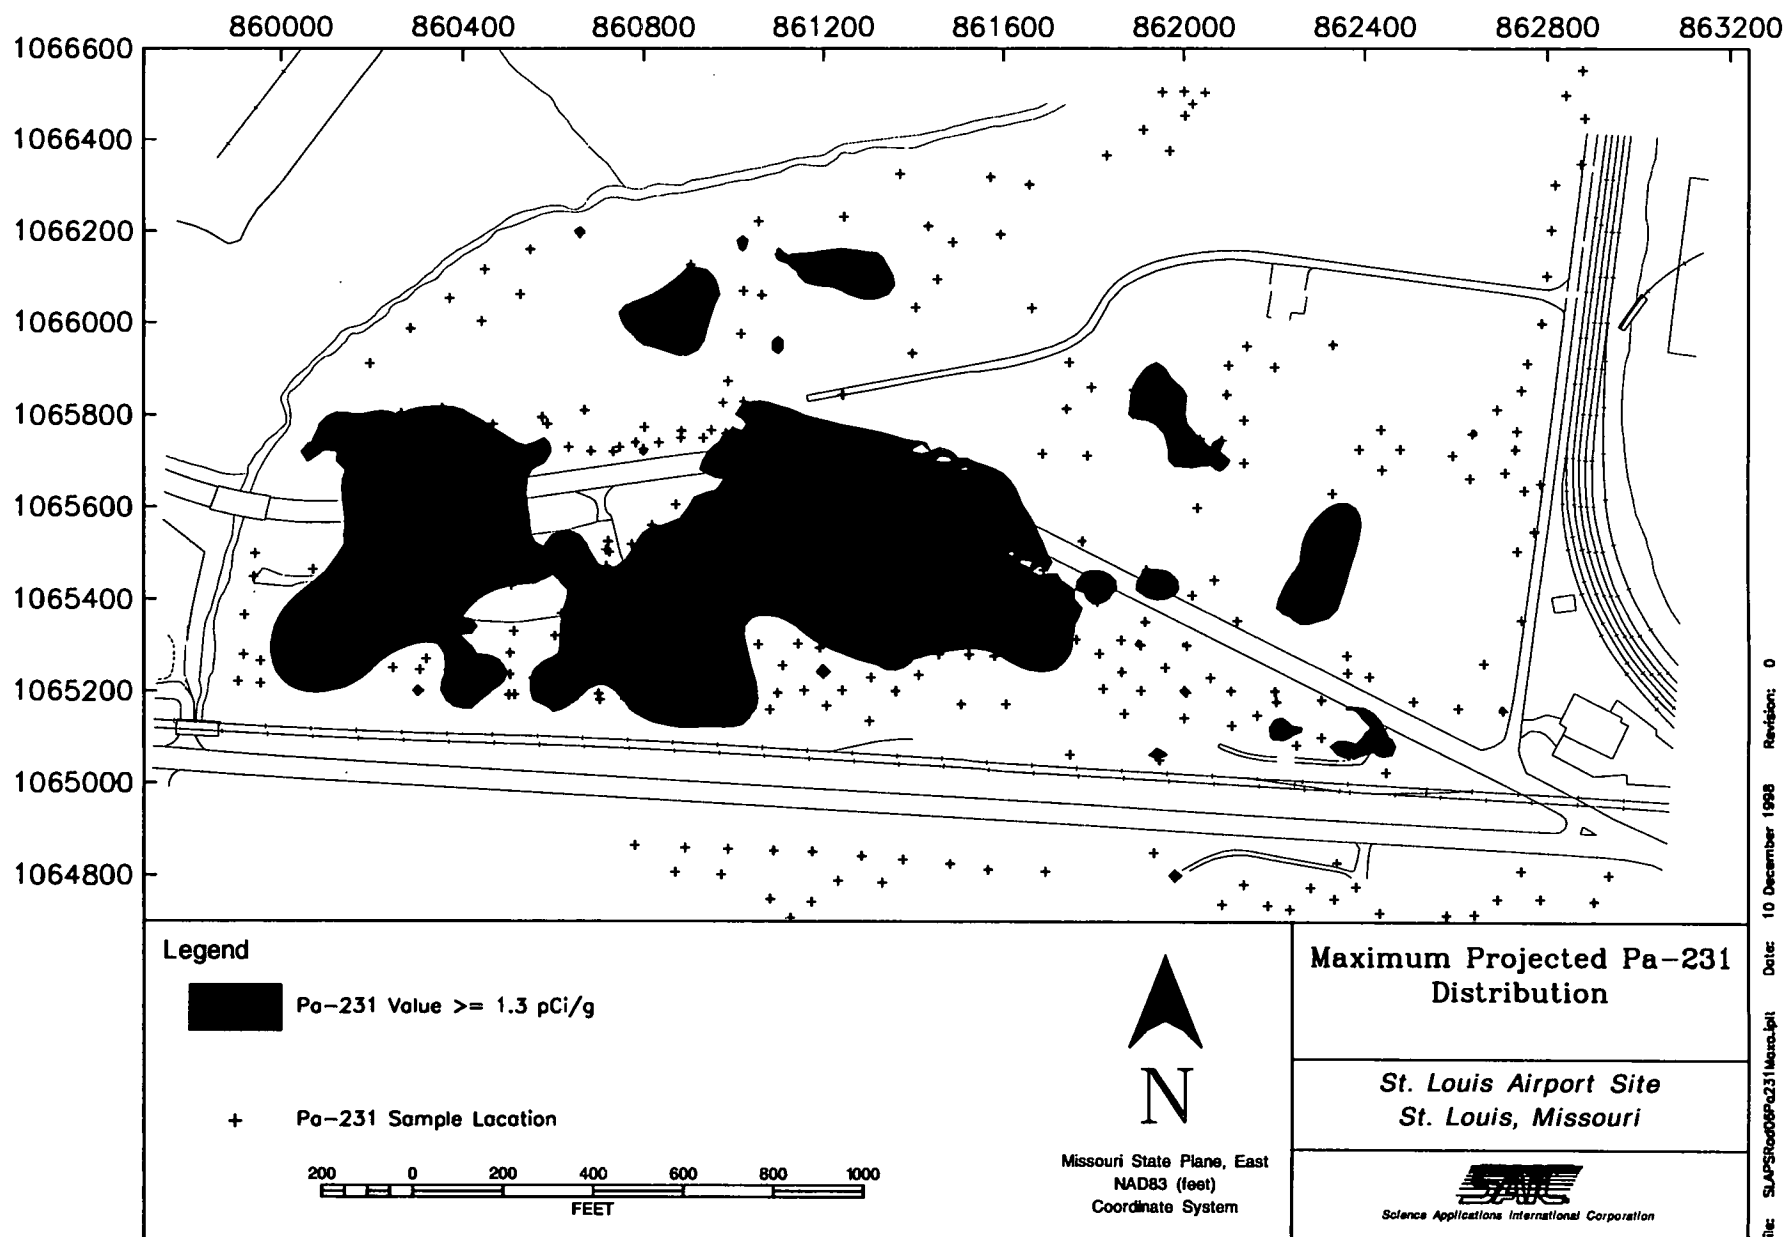 860000 860400 860800 861200 861600 862000 862400 862800 863200
1066600
1066400
1066200
1066000
1065800
1065600
1065400
1065200
1065000
1064800
Legend
Pa-231 Value >= 1.3 pCi/g
+ Pa-231 Sample Location
200 0 200 400 600 800 1000
FEET
N
Missouri State Plane, East
NAD83 (feet)
Coordinate System
Maximum Projected Pa-231
Distribution
St. Louis Airport Site
St. Louis, Missouri
SAIC
Science Applications International Corporation
Date: 10 December 1998 Revision: 0